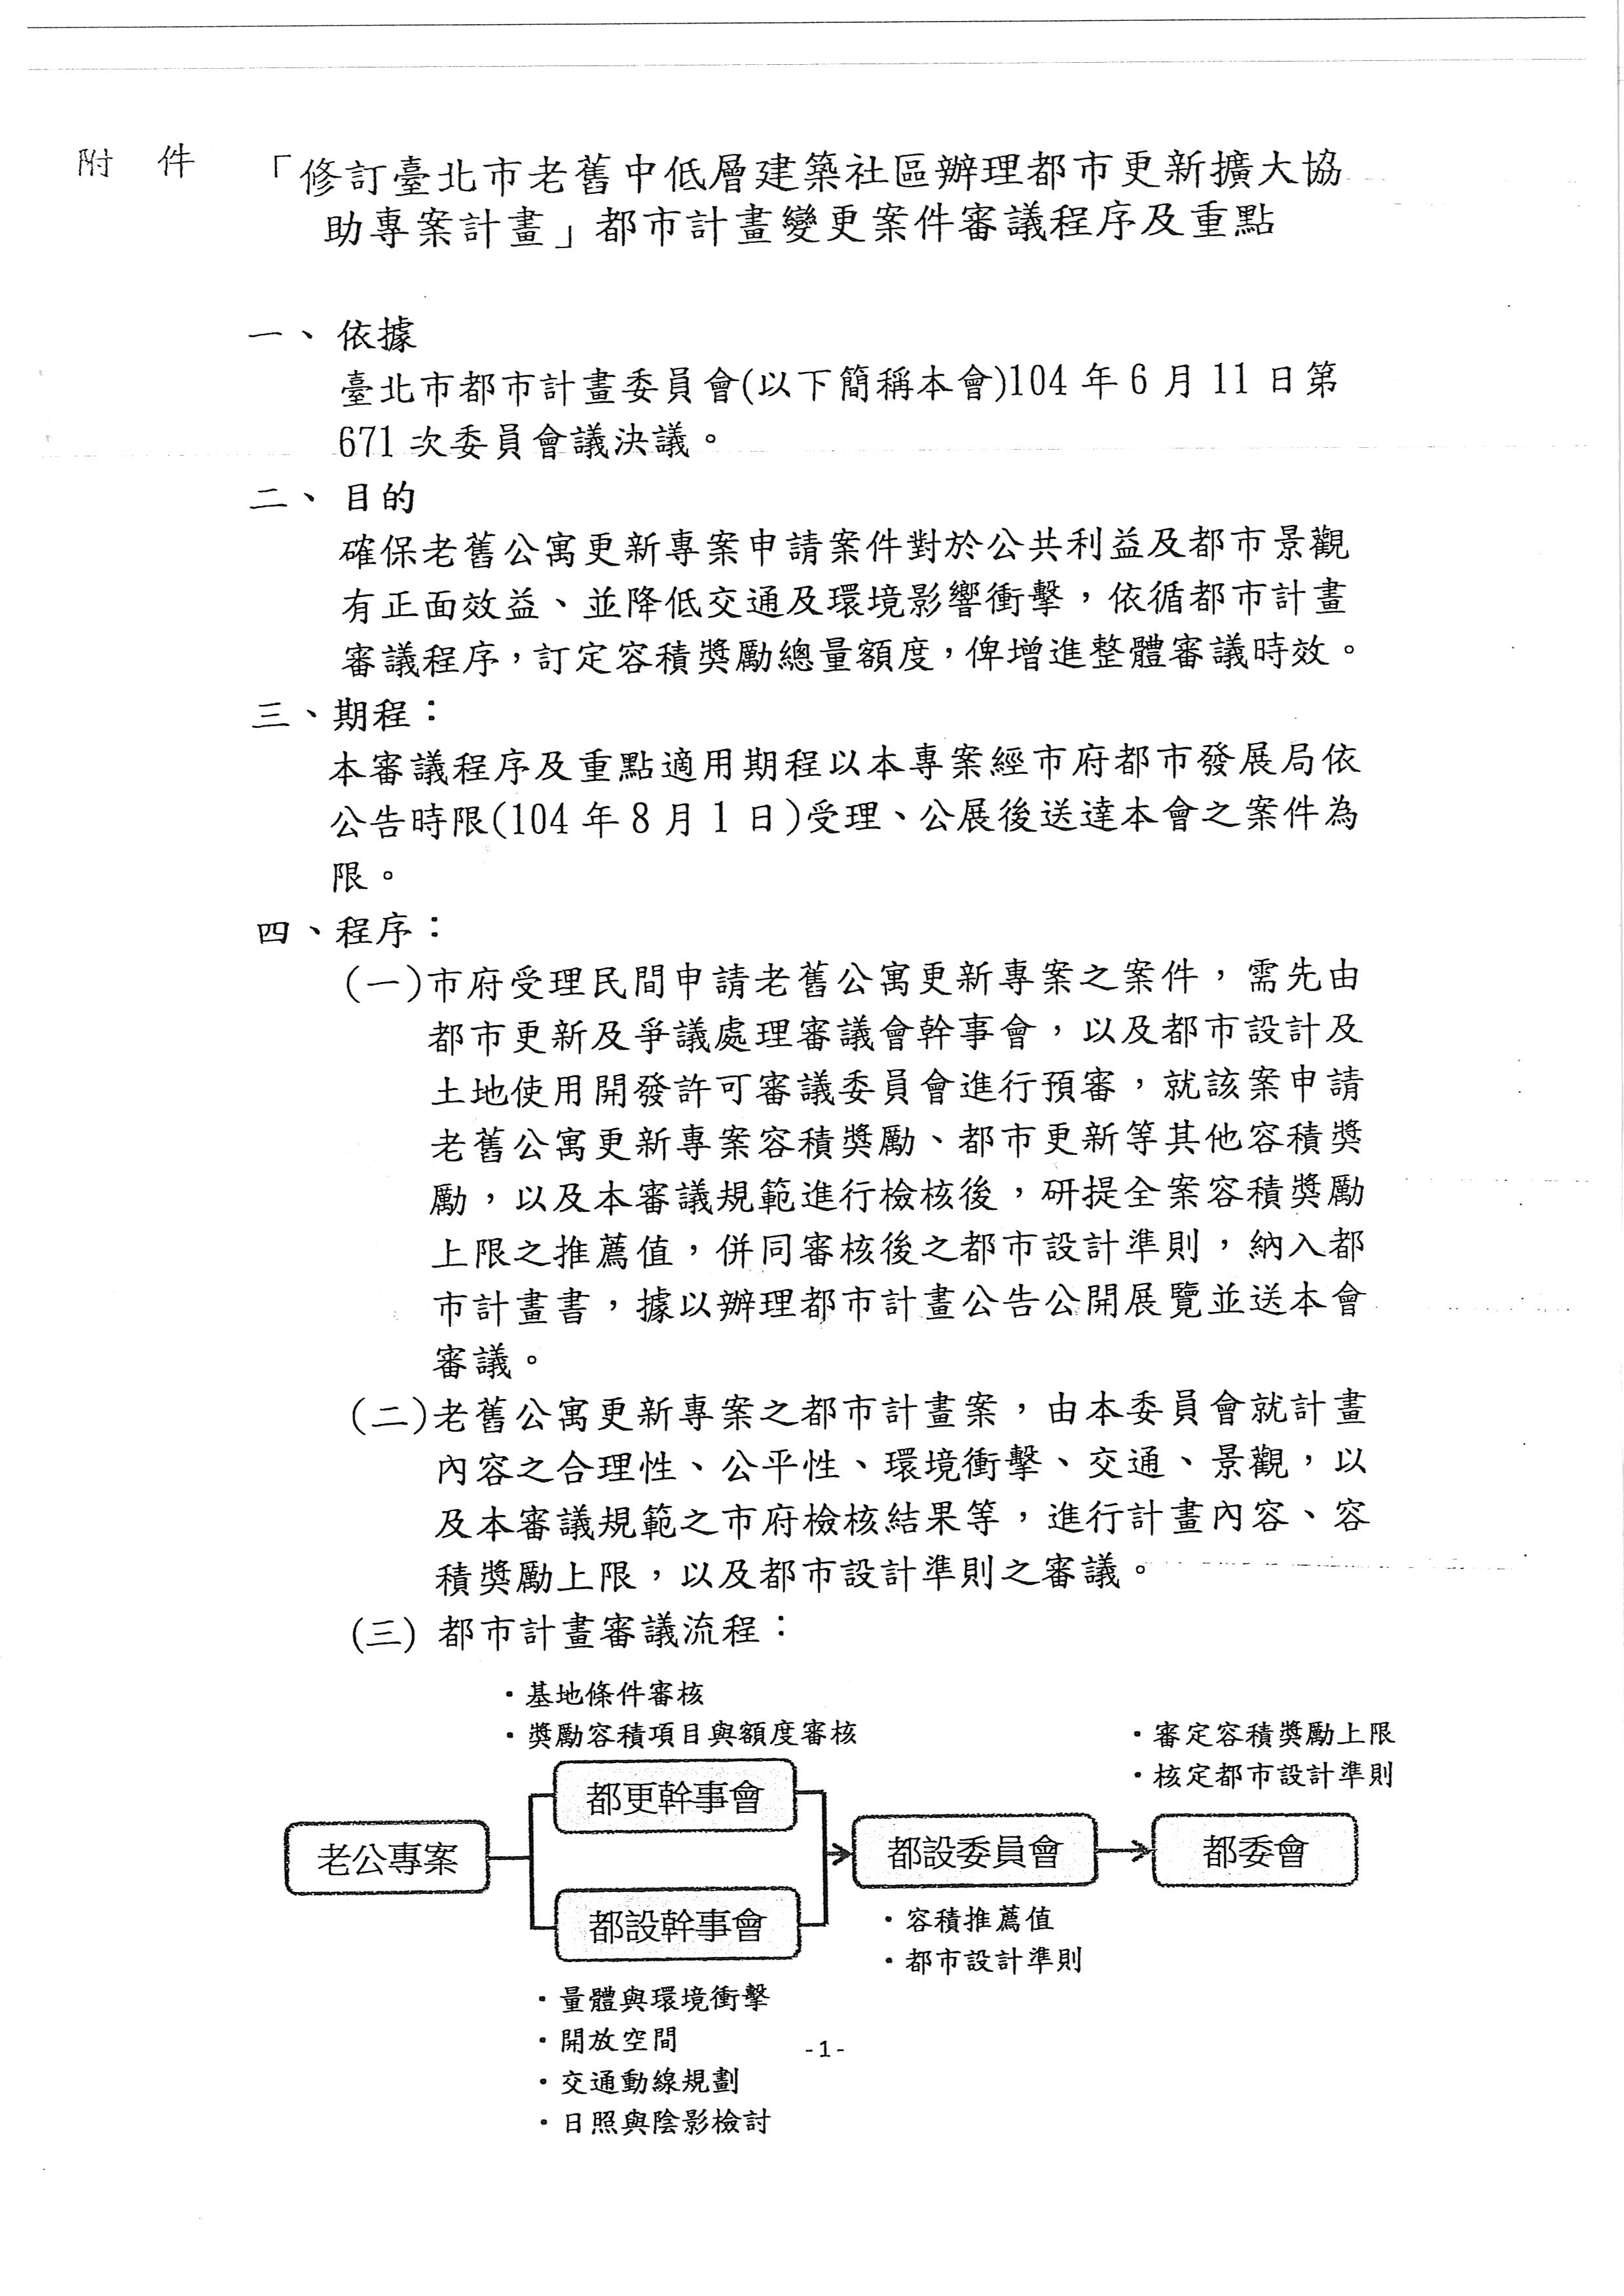 附 件
「修訂臺北市老舊中低層建築社區辦理都市更新擴大協
助專案計畫」都市計畫變更案件審議程序及重點
一、依據
臺北市都市計畫委員會(以下簡稱本會)104 年 6 月 11 日第
671 次委員會議決議。
二、目的
確保老舊公寓更新專案申請案件對於公共利益及都市景觀
有正面效益、並降低交通及環境影響衝擊，依循都市計畫
審議程序，訂定容積獎勵總量額度，俾增進整體審議時效。
三、期程：
本審議程序及重點適用期程以本專案經市府都市發展局依
公告時限(104 年 8 月 1 日)受理、公展後送達本會之案件為
限。
四、程序：
(一)市府受理民間申請老舊公寓更新專案之案件，需先由
都市更新及爭議處理審議會幹事會，以及都市設計及
土地使用開發許可審議委員會進行預審，就該案申請
老舊公寓更新專案容積獎勵、都市更新等其他容積獎
勵，以及本審議規範進行檢核後，研提全案容積獎勵
上限之推薦值，併同審核後之都市設計準則，納入都
市計畫書，據以辦理都市計畫公告公開展覽並送本會
審議。
(二)老舊公寓更新專案之都市計畫案，由本委員會就計畫
內容之合理性、公平性、環境衝擊、交通、景觀，以
及本審議規範之市府檢核結果等，進行計畫內容、容
積獎勵上限，以及都市設計準則之審議。
(三) 都市計畫審議流程：
・基地條件審核
・獎勵容積項目與額度審核
・審定容積獎勵上限
・核定都市設計準則
都更幹事會
老公專案
都設委員會
都委會
都設幹事會
・容積推薦值
・都市設計準則
・量體與環境衝擊
・開放空間
・交通動線規劃
・日照與陰影檢討
-1-